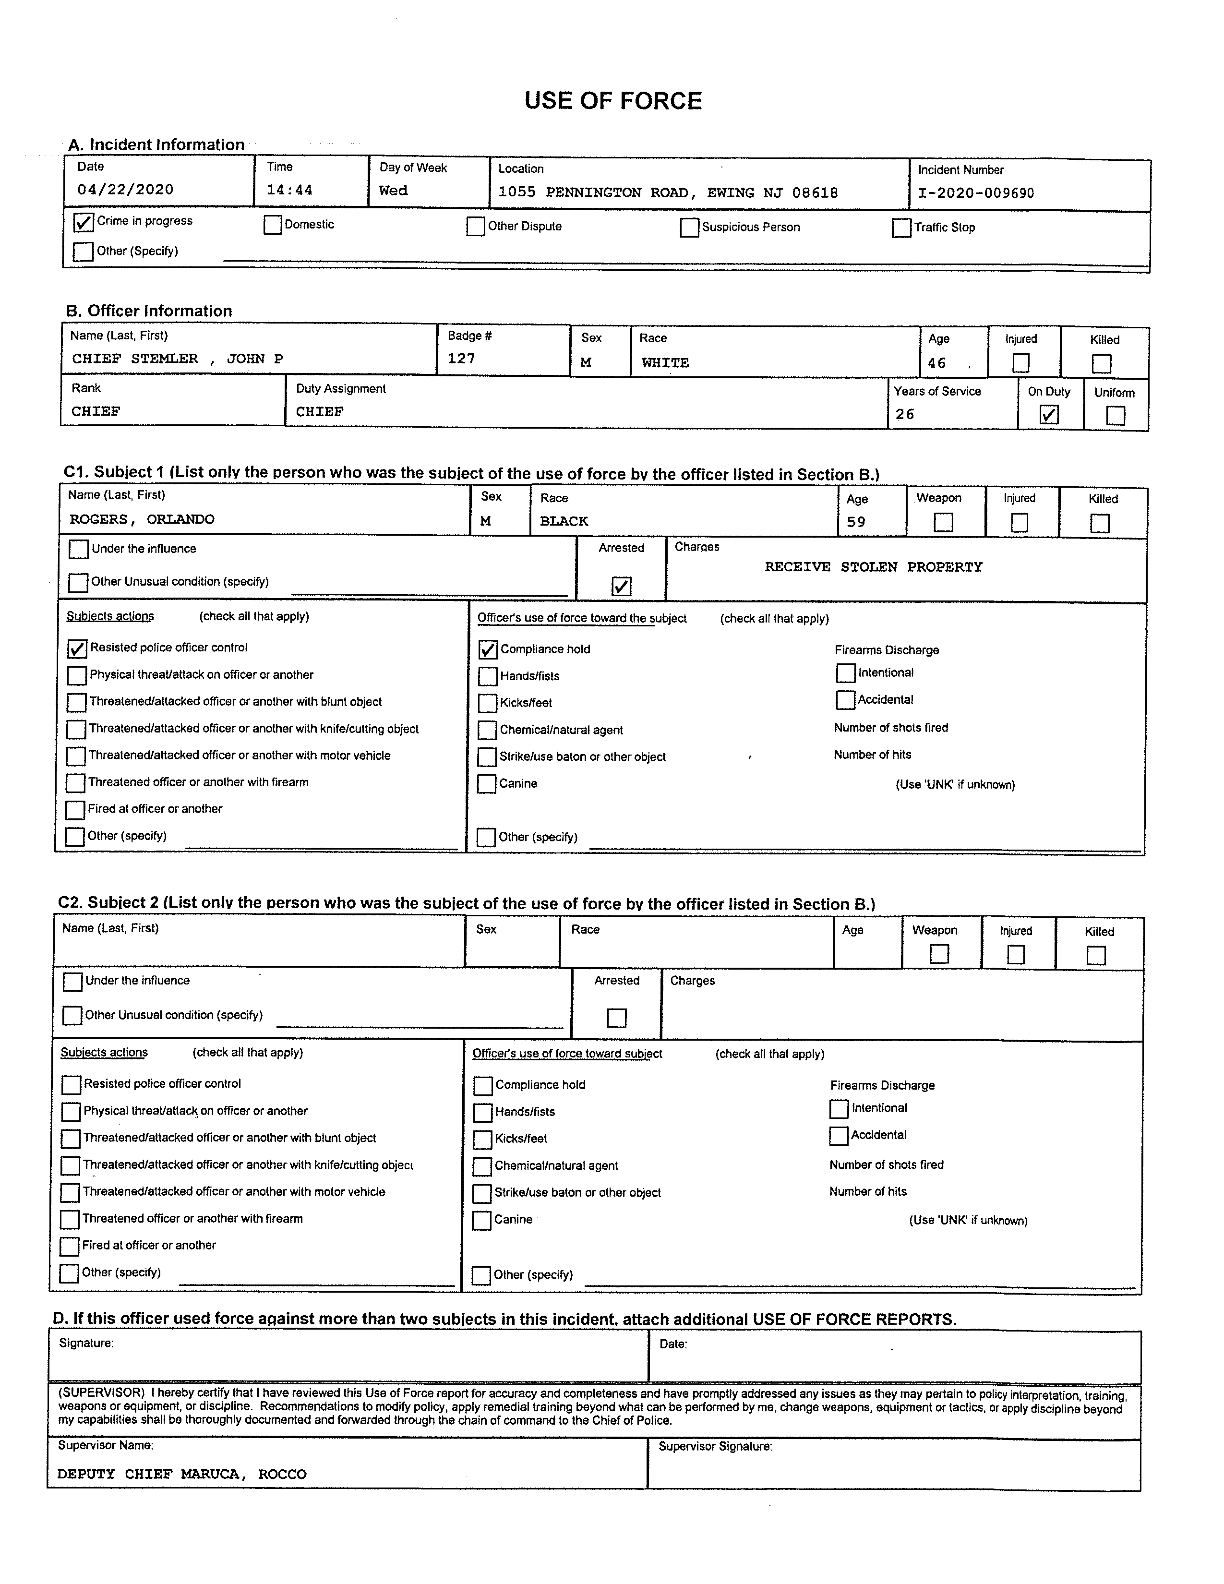 USE OF FORCE
A. Incident Information
Date Time Day of Week Location Incident Number
04/22/2020 14:44 Wed 1055 PENNINGTON ROAD, EWING NJ 08618 I-2020-009690
Crime in progress Domestic Other Dispute Suspicious Person Traffic Stop
Other (Specify)
B. Officer Information
Name (Last, First) Badge # Sex Race Age Injured Killed
CHIEF STEMLER , JOHN P 127 M WHITE 46
Rank Duty Assignment Years of Service On Duty Uniform
CHIEF CHIEF 26
C1. Subject 1 (List only the person who was the subject of the use of force by the officer listed in Section B.)
Name (Last, First) Sex Race Age Weapon Injured Killed
ROGERS, ORLANDO M BLACK 59
Under the influence Arrested Charges
RECEIVE STOLEN PROPERTY
Other Unusual condition (specify)
Subjects actions (check all that apply) Officer's use of force toward the subject (check all that apply)
Resisted police officer control Compliance hold Firearms Discharge
Physical threat/attack on officer or another Hands/fists Intentional
Threatened/attacked officer or another with blunt object Kicks/feet Accidental
Threatened/attacked officer or another with knife/cutting object Chemical/natural agent Number of shots fired
Threatened/attacked officer or another with motor vehicle Strike/use baton or other object Number of hits
Threatened officer or another with firearm Canine (Use 'UNK' if unknown)
Fired at officer or another
Other (specify) Other (specify)
C2. Subject 2 (List only the person who was the subject of the use of force by the officer listed in Section B.)
Name (Last, First) Sex Race Age Weapon Injured Killed
Under the influence Arrested Charges
Other Unusual condition (specify)
Subjects actions (check all that apply) Officer's use of force toward subject (check all that apply)
Resisted police officer control Compliance hold Firearms Discharge
Physical threat/attack on officer or another Hands/fists Intentional
Threatened/attacked officer or another with blunt object Kicks/feet Accidental
Threatened/attacked officer or another with knife/cutting object Chemical/natural agent Number of shots fired
Threatened/attacked officer or another with motor vehicle Strike/use baton or other object Number of hits
Threatened officer or another with firearm Canine (Use 'UNK' if unknown)
Fired at officer or another
Other (specify) Other (specify)
D. If this officer used force against more than two subjects in this incident, attach additional USE OF FORCE REPORTS.
Signature: Date:
(SUPERVISOR) I hereby certify that I have reviewed this Use of Force report for accuracy and completeness and have promptly addressed any issues as they may pertain to policy interpretation, training,
weapons or equipment, or discipline. Recommendations to modify policy, apply remedial training beyond what can be performed by me, change weapons, equipment or tactics, or apply discipline beyond
my capabilities shall be thoroughly documented and forwarded through the chain of command to the Chief of Police.
Supervisor Name: Supervisor Signature:
DEPUTY CHIEF MARUCA, ROCCO